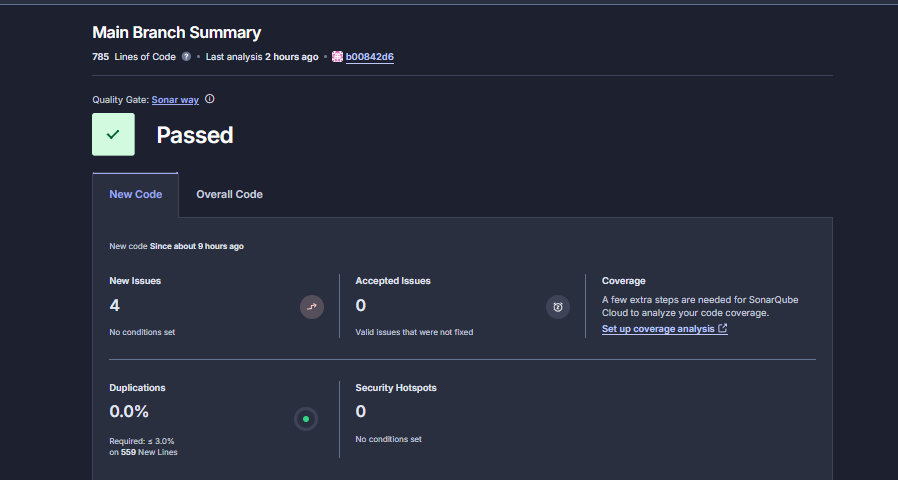 Main Branch Summary
785 Lines of Code ? • Last analysis 2 hours ago • b00842d6
Quality Gate: Sonar way
Passed
New Code Overall Code
New code Since about 9 hours ago
New Issues
4
No conditions set
Accepted Issues
0
Valid issues that were not fixed
Coverage
A few extra steps are needed for SonarQube
Cloud to analyze your code coverage.
Set up coverage analysis
Duplications
0.0%
Required: ≤ 3.0%
on 559 New Lines
Security Hotspots
0
No conditions set